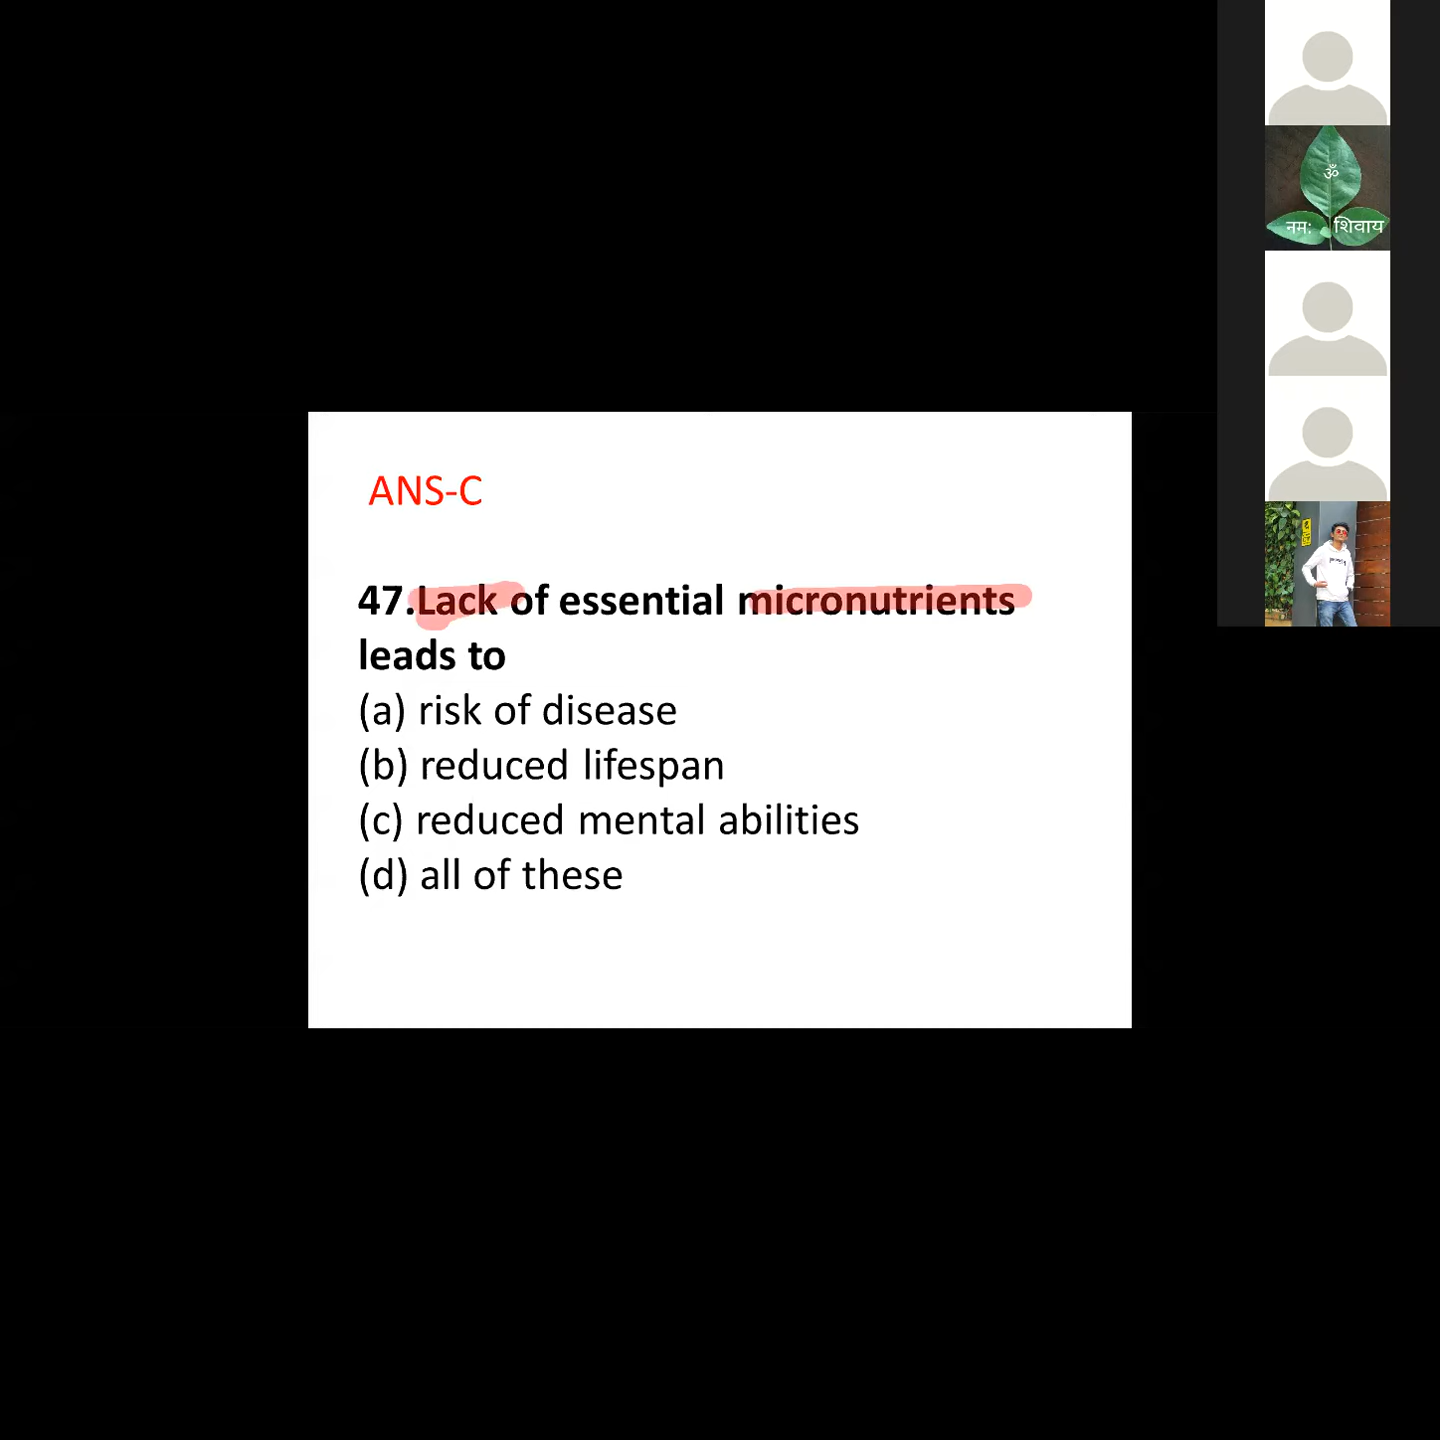 ANS-C
47.Lack of essential micronutrients
leads to
(a) risk of disease
(b) reduced lifespan
(c) reduced mental abilities
(d) all of these
ॐ
नमः शिवाय